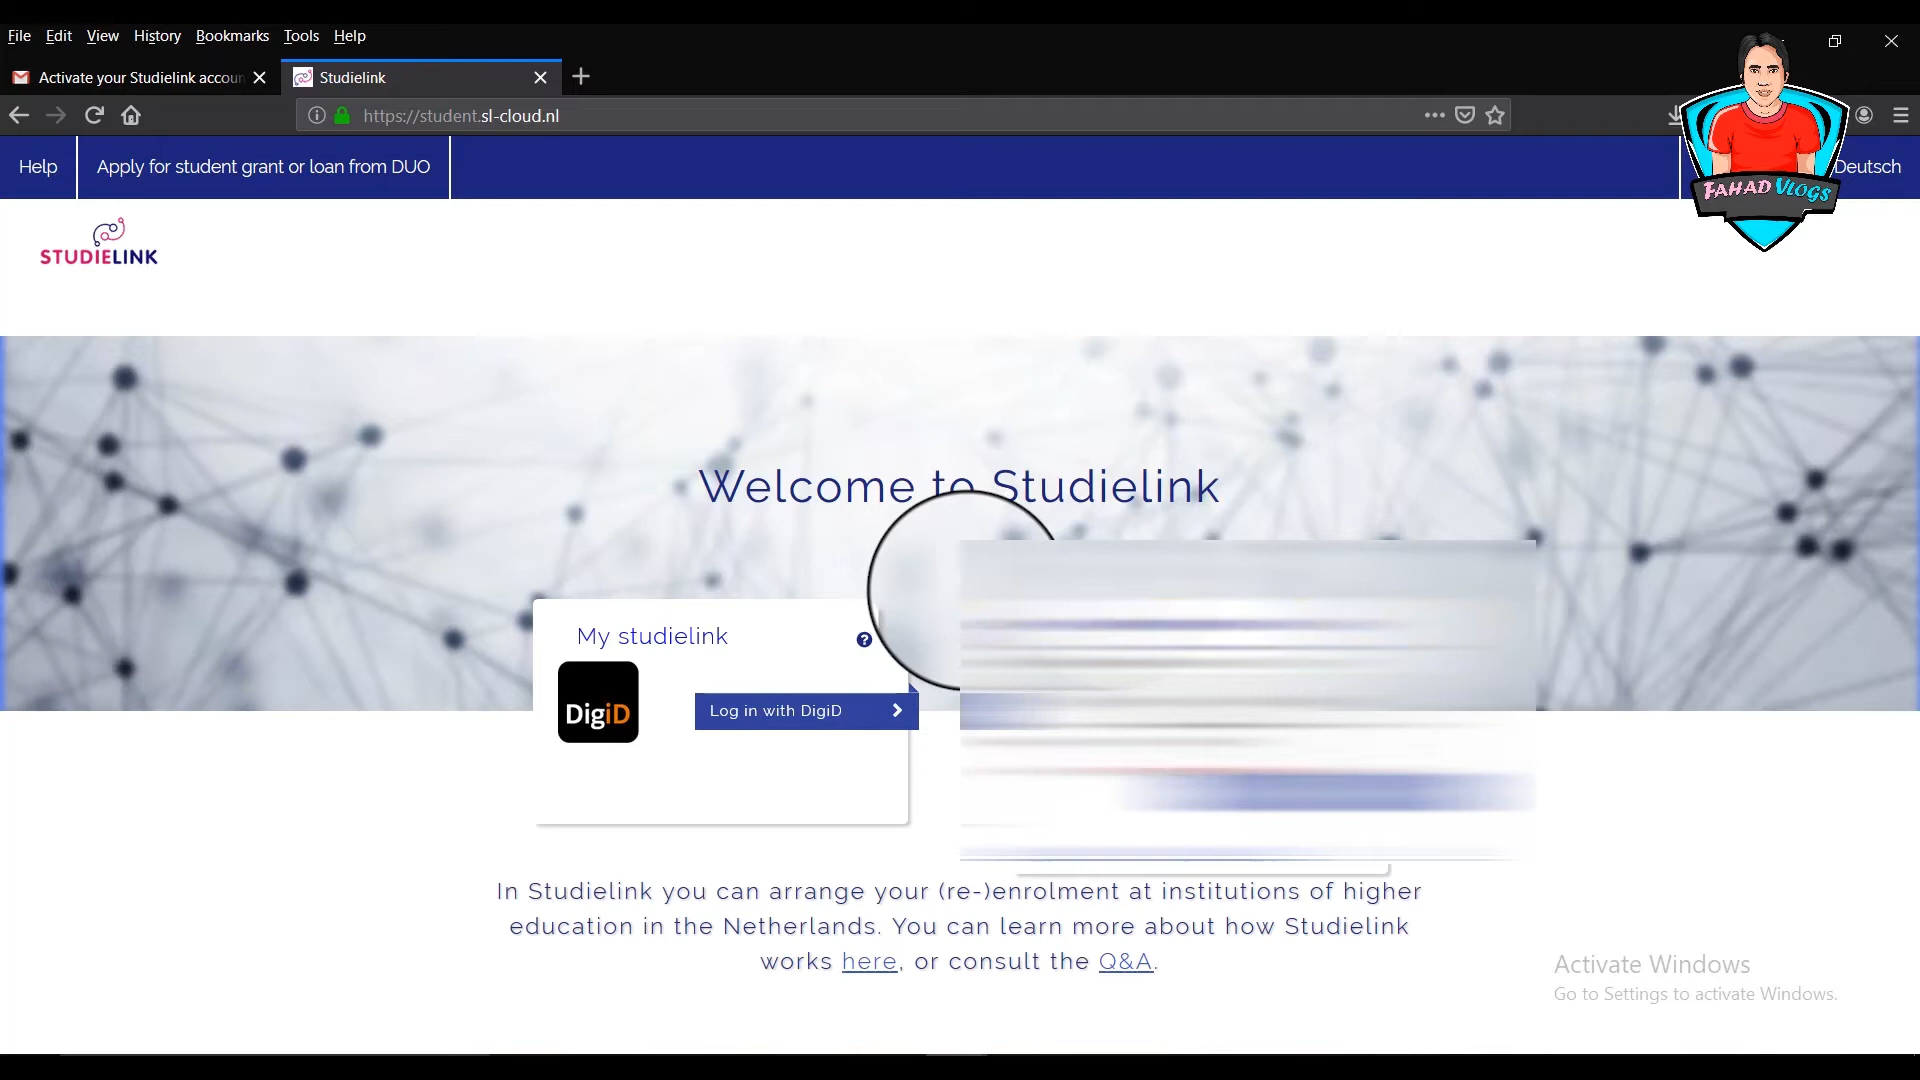 File Edit View History Bookmarks Tools Help
Activate your Studielink accoun
Studielink
https://student.sl-cloud.nl
Help
Apply for student grant or loan from DUO
Deutsch
FAHAD VLOGS
STUDIELINK
Welcome to Studielink
My studielink
DigiD
Log in with DigiD
In Studielink you can arrange your (re-)enrolment at institutions of higher
education in the Netherlands. You can learn more about how Studielink
works here, or consult the Q&A.
Activate Windows
Go to Settings to activate Windows.